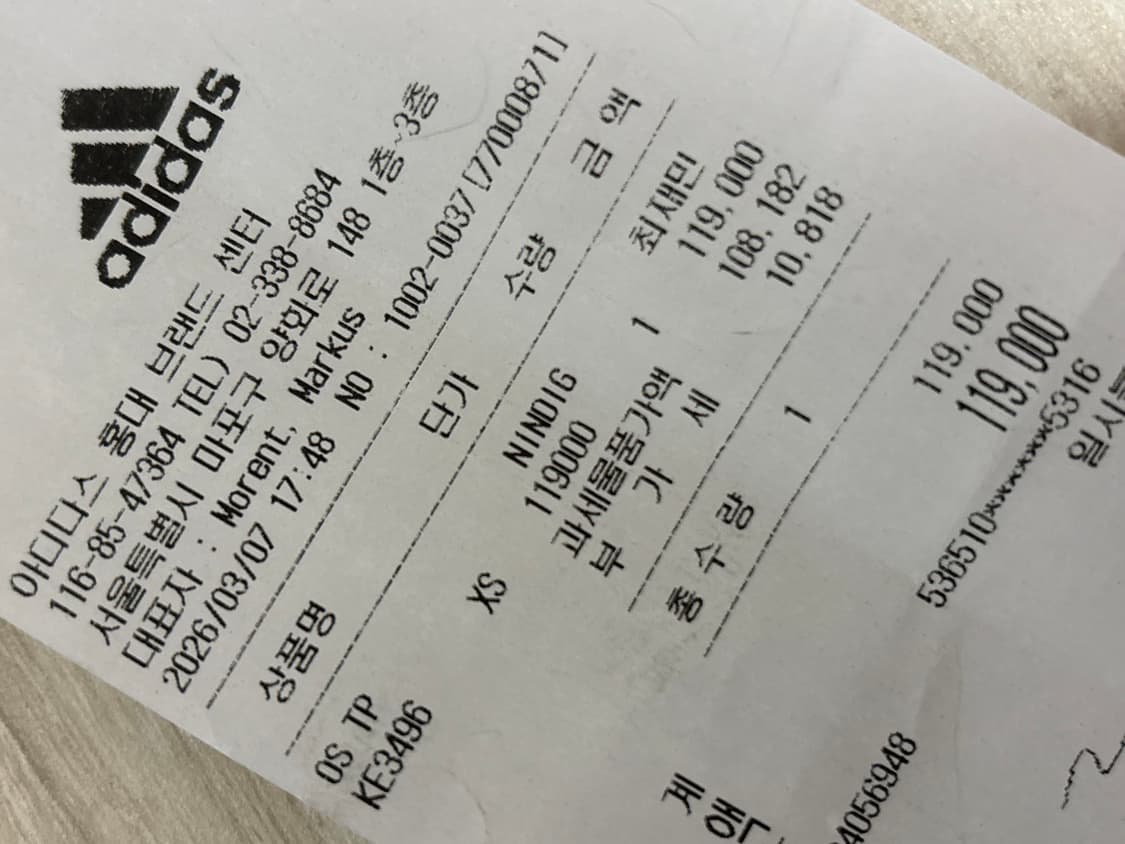 adidas
아디다스 홍대 브랜드 센터
116-85-47364 TEL) 02-338-8684
서울특별시 마포구 양화로 148 1층~3층
대표자 : Morent, Markus
2026/03/07 17:48 NO : 1002-0037[77000871]
상품명 단가 수량 금 액
OS TP XS NINDIG 최재민
KE3496 119000 1 119,000
과세물품가액 108,182
부 가 세 10,818
총 수 량 1
계 119,000
액 119,000
536510******5316
4056948 일시